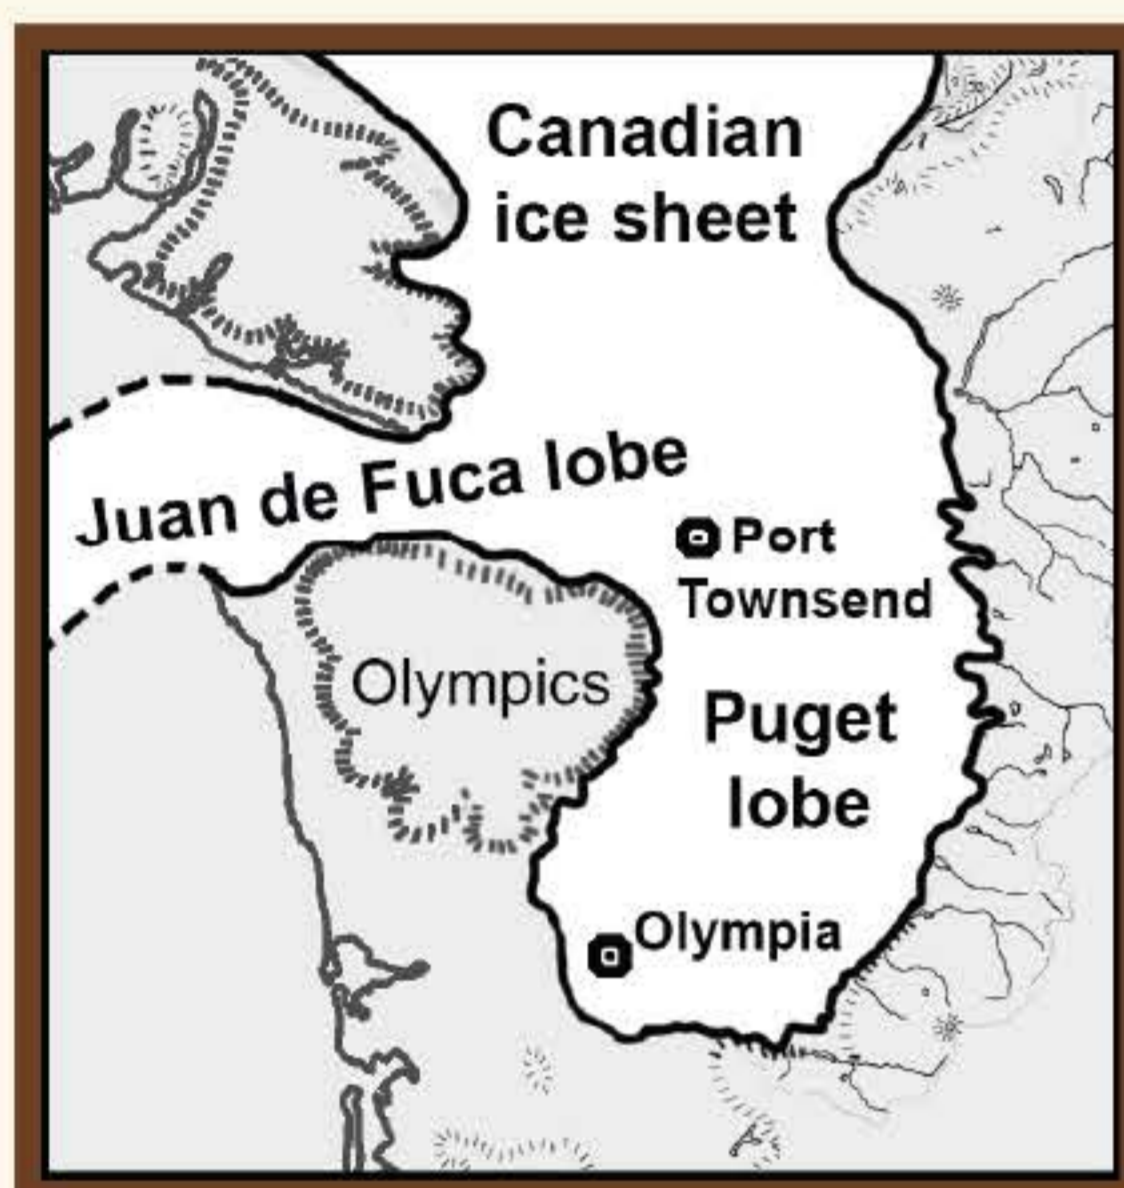 Canadian
ice sheet
Juan de Fuca lobe
Port
Townsend
Olympics
Puget
lobe
Olympia